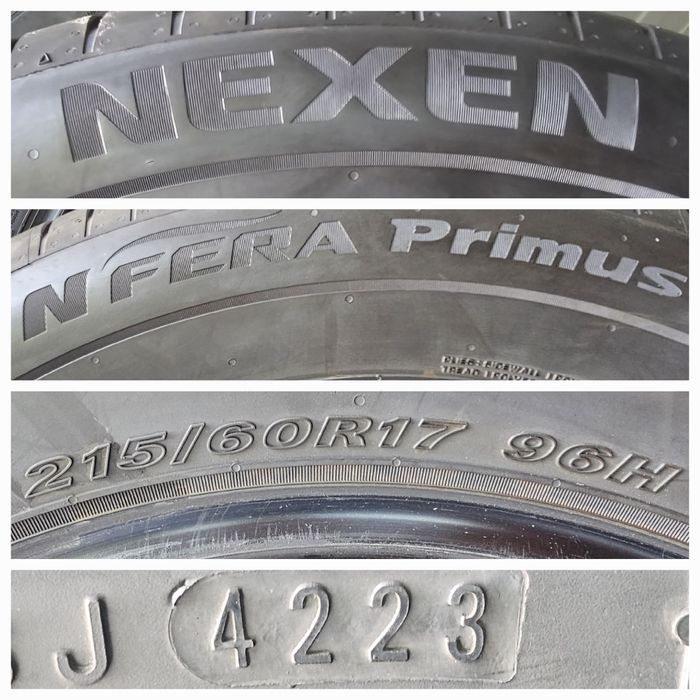 NEXEN
N'FERA Primus
215/60R17 96H
J 4223